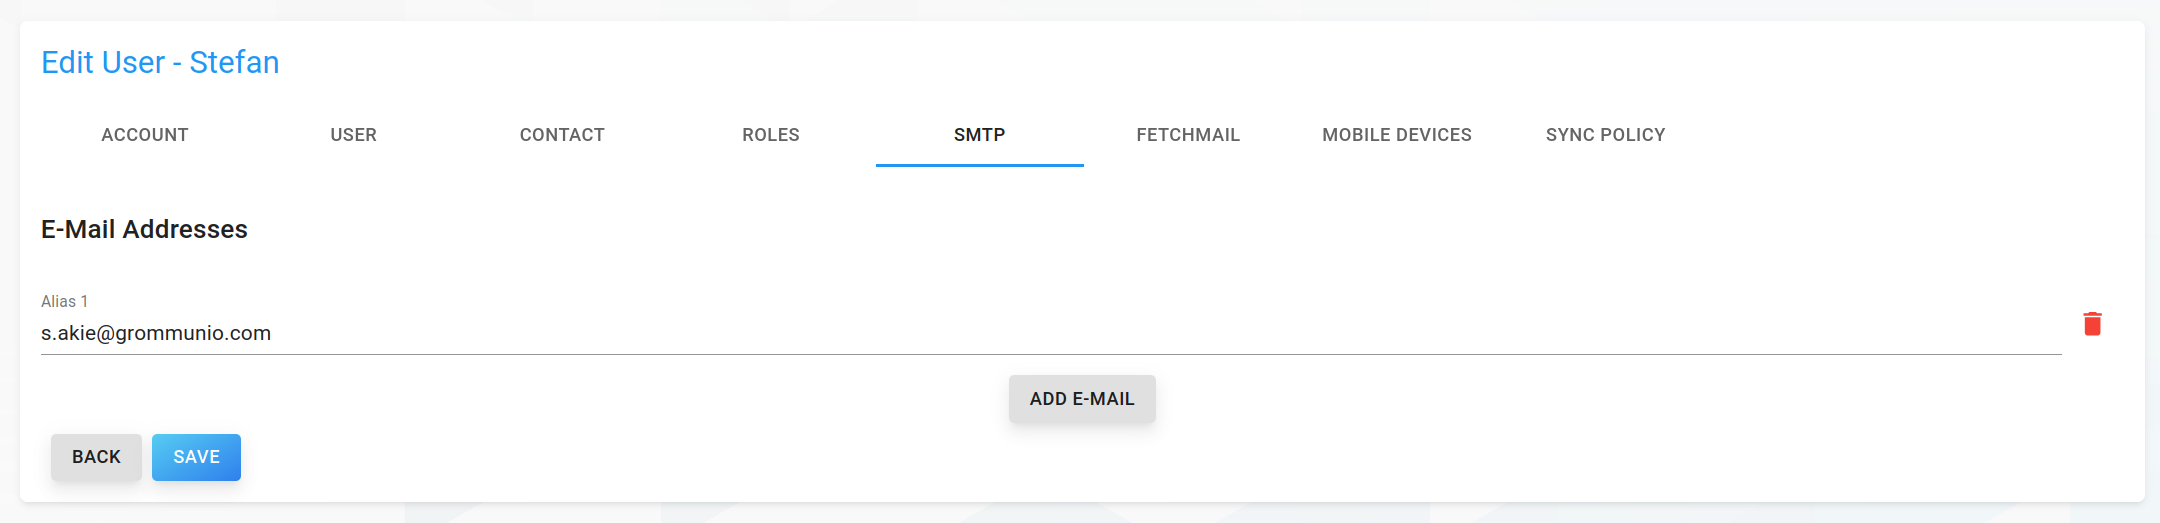 Edit User - Stefan
ACCOUNT USER CONTACT ROLES SMTP FETCHMAIL MOBILE DEVICES SYNC POLICY
E-Mail Addresses
Alias 1
s.akie@grommunio.com
ADD E-MAIL
BACK SAVE